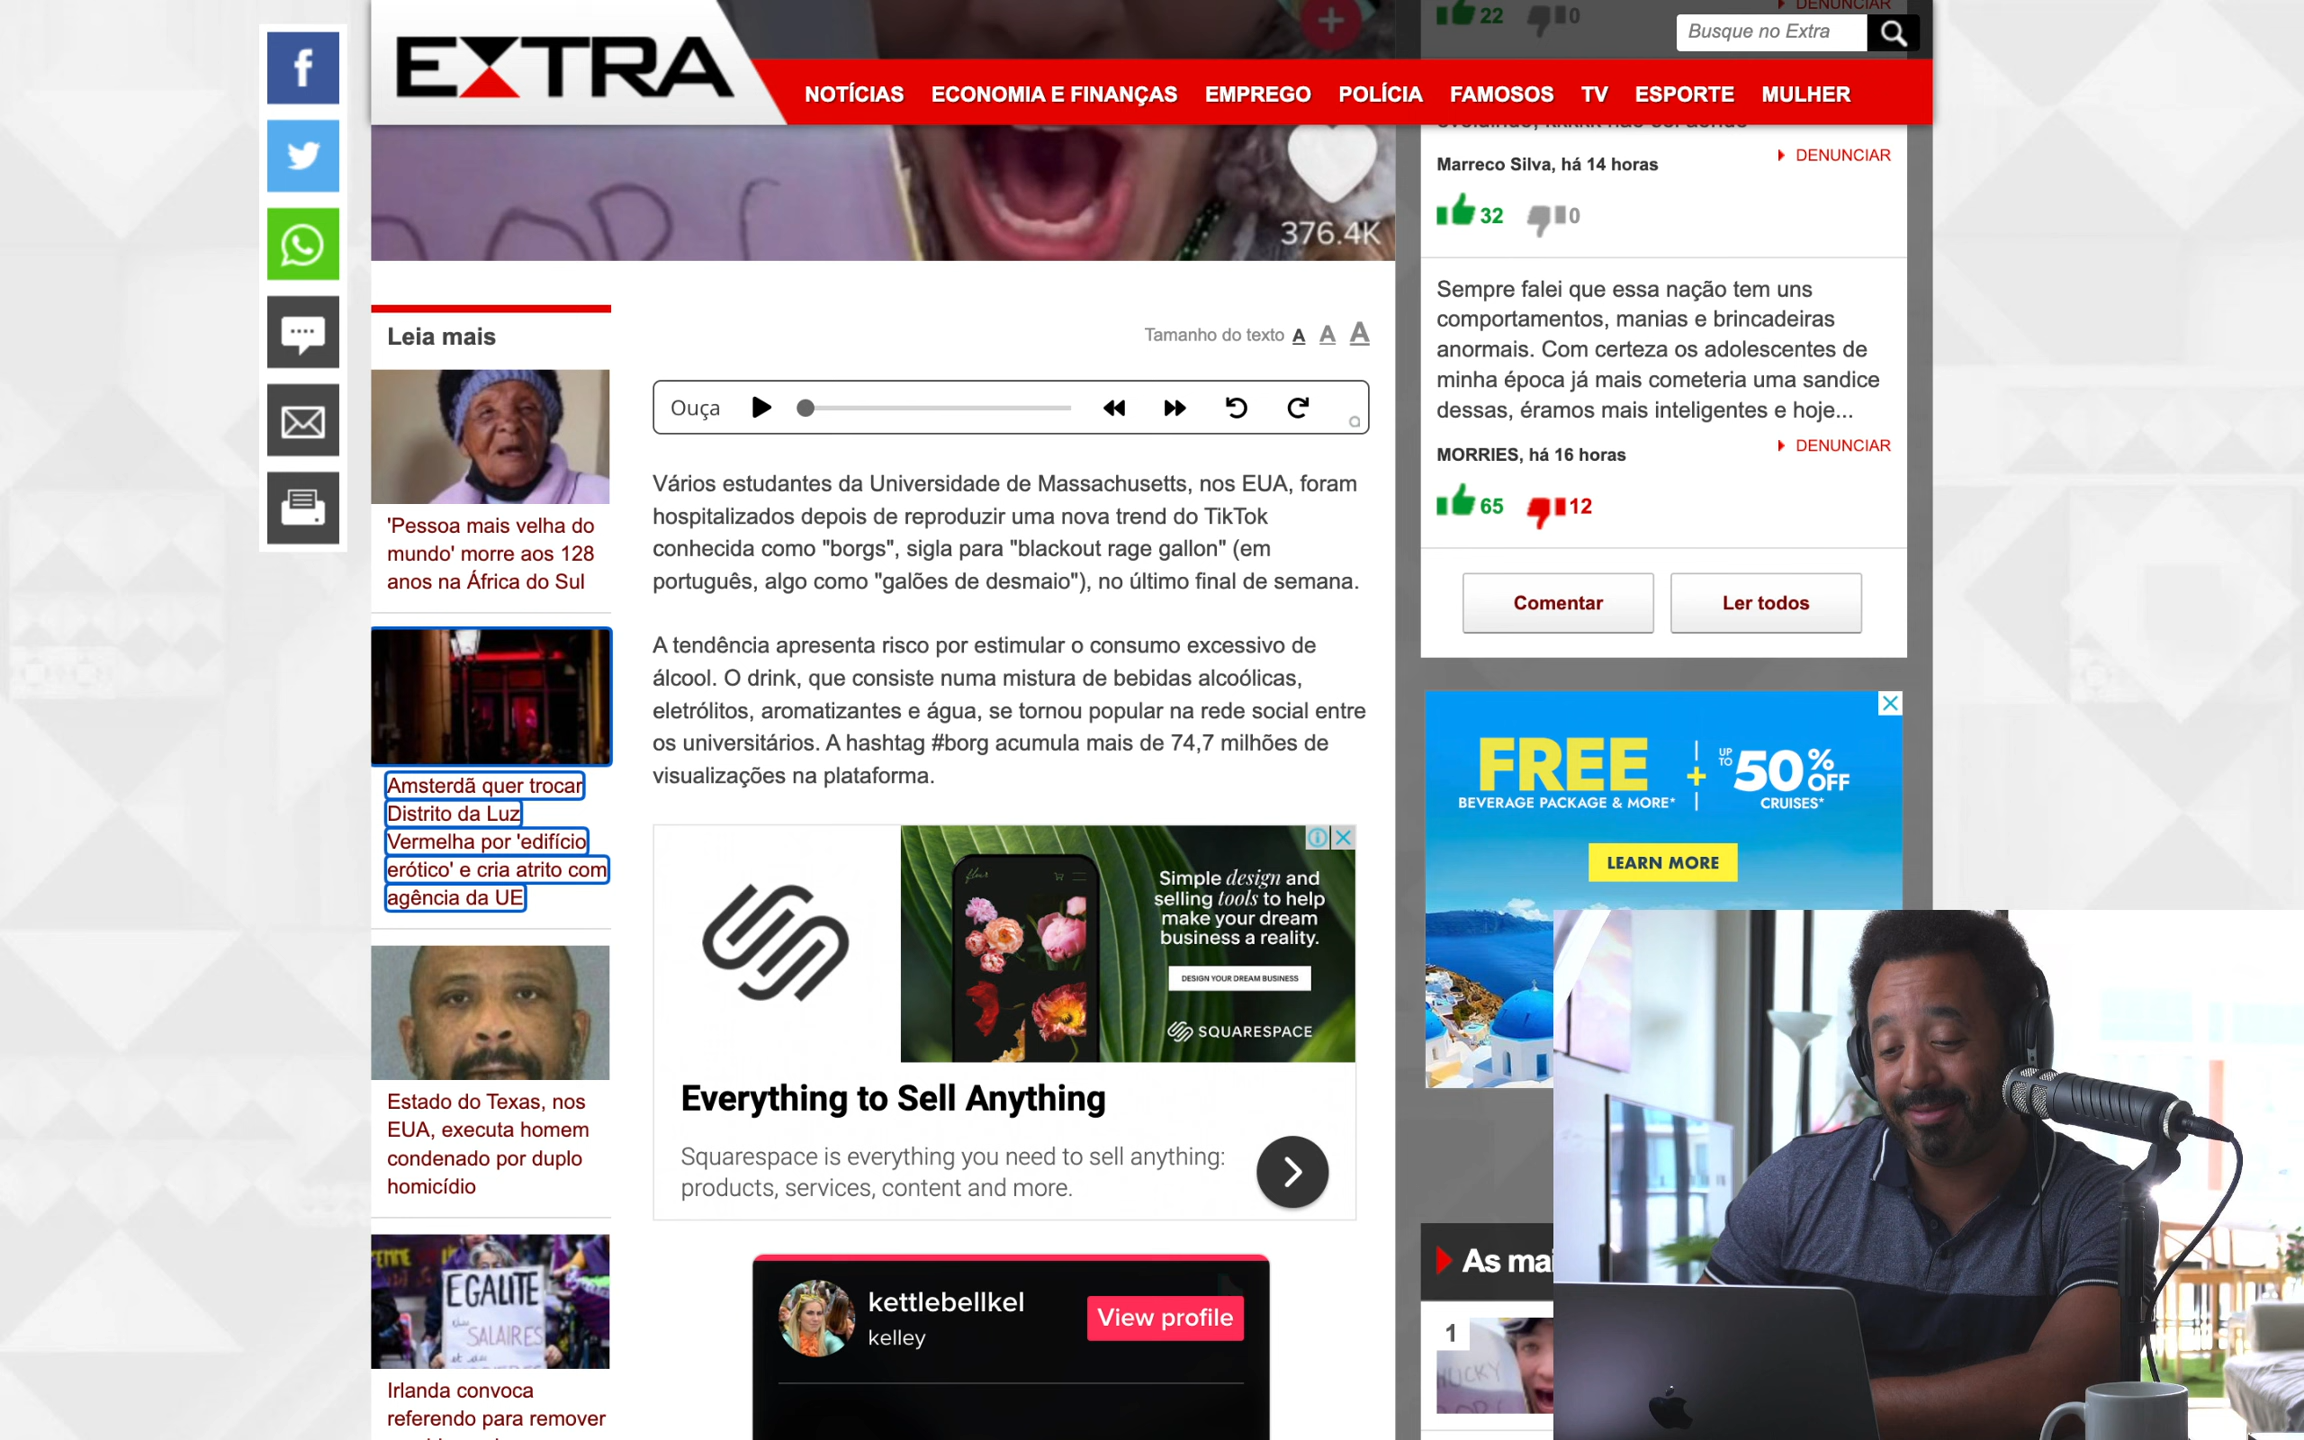 EXTRA
Busque no Extra
NOTÍCIAS ECONOMIA E FINANÇAS EMPREGO POLÍCIA FAMOSOS TV ESPORTE MULHER
376.4K
Leia mais
'Pessoa mais velha do
mundo' morre aos 128
anos na África do Sul
Amsterdã quer trocar
Distrito da Luz
Vermelha por 'edifício
erótico' e cria atrito com
agência da UE
Estado do Texas, nos
EUA, executa homem
condenado por duplo
homicídio
EGALITE
SALAIRES
Irlanda convoca
referendo para remover
Tamanho do texto A A A
Ouça
Vários estudantes da Universidade de Massachusetts, nos EUA, foram
hospitalizados depois de reproduzir uma nova trend do TikTok
conhecida como "borgs", sigla para "blackout rage gallon" (em
português, algo como "galões de desmaio"), no último final de semana.
A tendência apresenta risco por estimular o consumo excessivo de
álcool. O drink, que consiste numa mistura de bebidas alcoólicas,
eletrólitos, aromatizantes e água, se tornou popular na rede social entre
os universitários. A hashtag #borg acumula mais de 74,7 milhões de
visualizações na plataforma.
Simple design and
selling tools to help
make your dream
business a reality.
DESIGN YOUR DREAM BUSINESS
SQUARESPACE
Everything to Sell Anything
Squarespace is everything you need to sell anything:
products, services, content and more.
kettlebellkel
kelley
View profile
22 0
DENUNCIAR
Marreco Silva, há 14 horas
DENUNCIAR
32 0
Sempre falei que essa nação tem uns
comportamentos, manias e brincadeiras
anormais. Com certeza os adolescentes de
minha época já mais cometeria uma sandice
dessas, éramos mais inteligentes e hoje...
MORRIES, há 16 horas
DENUNCIAR
65 12
Comentar
Ler todos
FREE + UP TO 50% OFF
BEVERAGE PACKAGE & MORE* CRUISES*
LEARN MORE
As mai
1